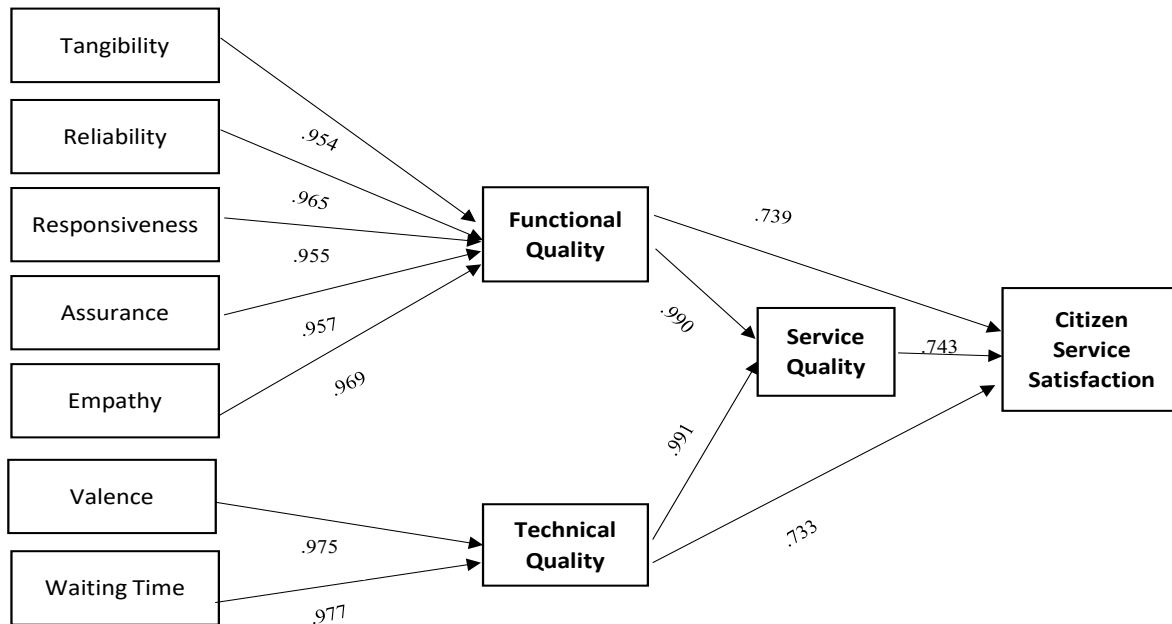 Tangibility
Reliability
Responsiveness
Assurance
Empathy
Valence
Waiting Time
.954
.965
.955
.957
.969
.975
.977
Functional
Quality
Technical
Quality
.739
.990
.991
.733
Service
Quality
.743
Citizen
Service
Satisfaction